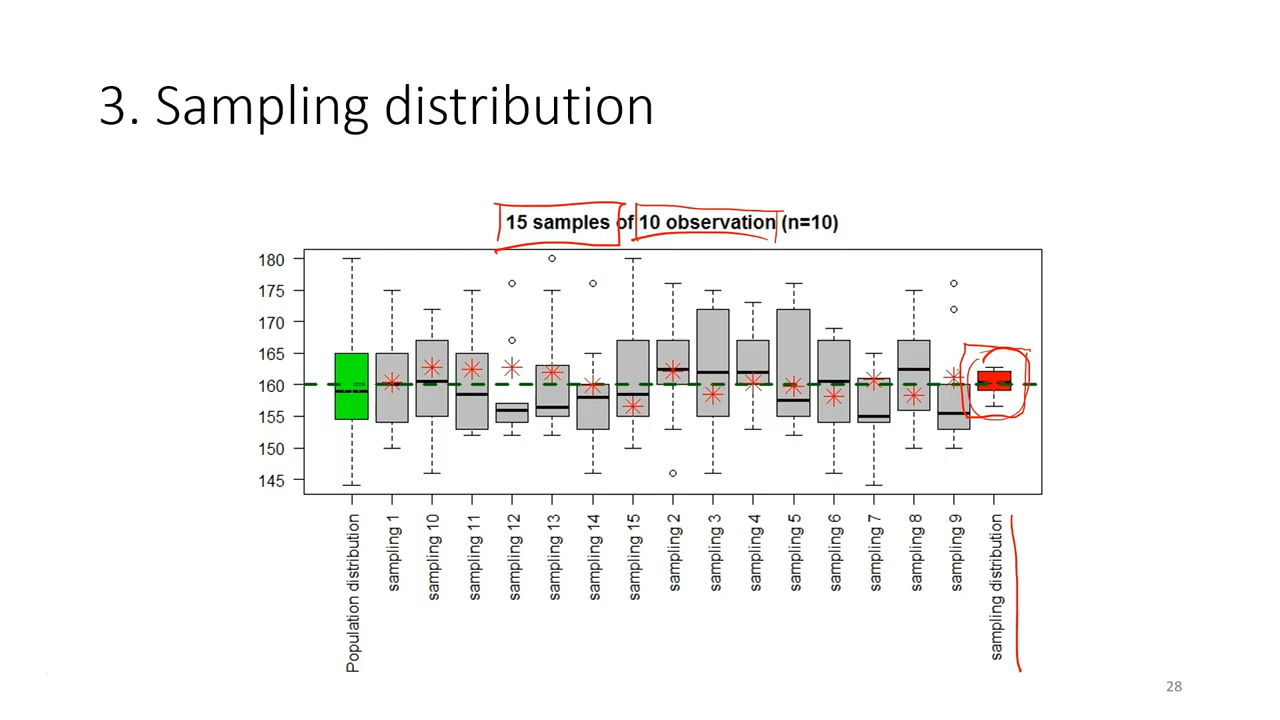 3. Sampling distribution
15 samples of 10 observation (n=10)
180
175
170
165
160
155
150
145
Population distribution
sampling 1
sampling 10
sampling 11
sampling 12
sampling 13
sampling 14
sampling 15
sampling 2
sampling 3
sampling 4
sampling 5
sampling 6
sampling 7
sampling 8
sampling 9
sampling distribution
28